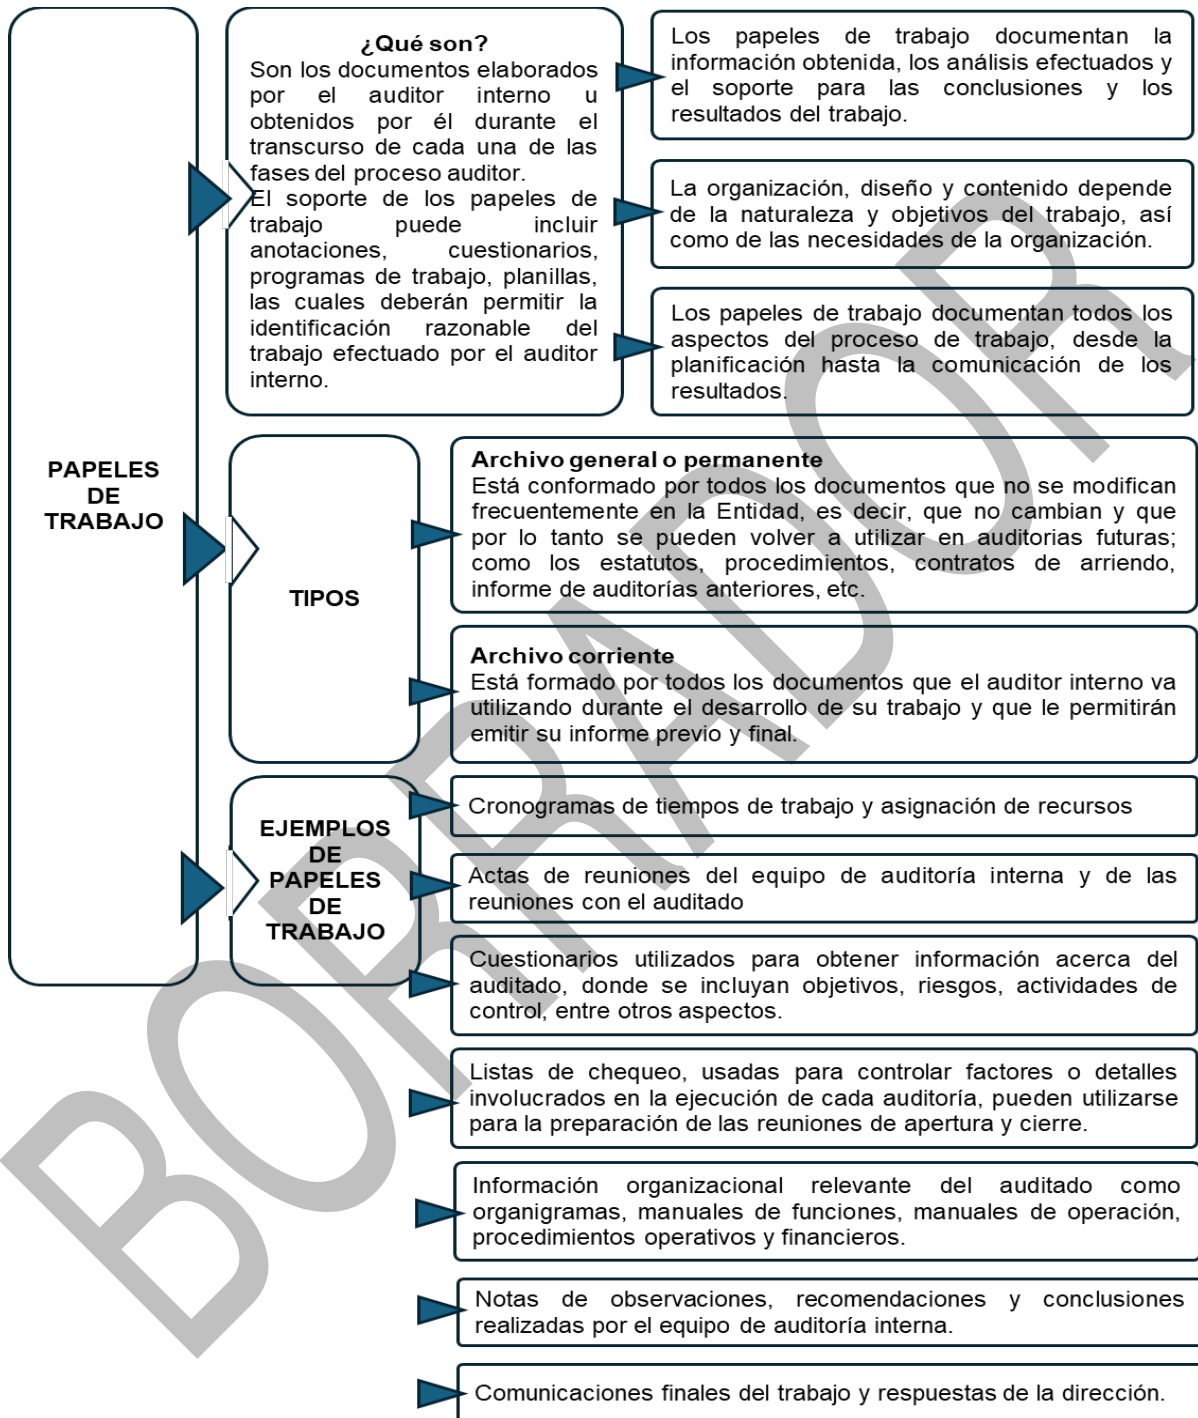 PAPELES
DE
TRABAJO
¿Qué son?
Son los documentos elaborados
por el auditor interno u
obtenidos por él durante el
transcurso de cada una de las
fases del proceso auditor.
El soporte de los papeles de
trabajo puede incluir
anotaciones, cuestionarios,
programas de trabajo, planillas,
las cuales deberán permitir la
identificación razonable del
trabajo efectuado por el auditor
interno.
Los papeles de trabajo documentan la
información obtenida, los análisis efectuados y
el soporte para las conclusiones y los
resultados del trabajo.
La organización, diseño y contenido depende
de la naturaleza y objetivos del trabajo, así
como de las necesidades de la organización.
Los papeles de trabajo documentan todos los
aspectos del proceso de trabajo, desde la
planificación hasta la comunicación de los
resultados.
TIPOS
Archivo general o permanente
Está conformado por todos los documentos que no se modifican
frecuentemente en la Entidad, es decir, que no cambian y que
por lo tanto se pueden volver a utilizar en auditorias futuras;
como los estatutos, procedimientos, contratos de arriendo,
informe de auditorías anteriores, etc.
Archivo corriente
Está formado por todos los documentos que el auditor interno va
utilizando durante el desarrollo de su trabajo y que le permitirán
emitir su informe previo y final.
EJEMPLOS
DE
PAPELES
DE
TRABAJO
Cronogramas de tiempos de trabajo y asignación de recursos
Actas de reuniones del equipo de auditoría interna y de las
reuniones con el auditado
Cuestionarios utilizados para obtener información acerca del
auditado, donde se incluyan objetivos, riesgos, actividades de
control, entre otros aspectos.
Listas de chequeo, usadas para controlar factores o detalles
involucrados en la ejecución de cada auditoría, pueden utilizarse
para la preparación de las reuniones de apertura y cierre.
Información organizacional relevante del auditado como
organigramas, manuales de funciones, manuales de operación,
procedimientos operativos y financieros.
Notas de observaciones, recomendaciones y conclusiones
realizadas por el equipo de auditoría interna.
Comunicaciones finales del trabajo y respuestas de la dirección.
BORRADOR